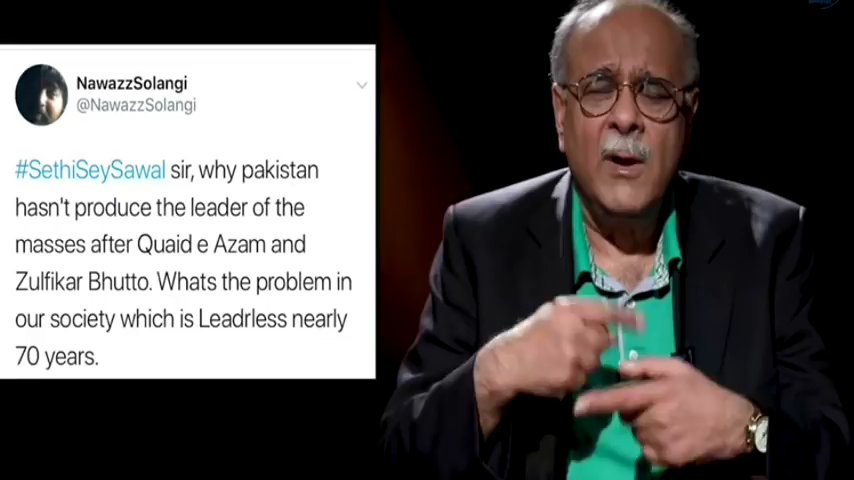 NawazzSolangi
@NawazzSolangi
#SethiSeySawal sir, why pakistan
hasn't produce the leader of the
masses after Quaid e Azam and
Zulfikar Bhutto. Whats the problem in
our society which is Leadrless nearly
70 years.